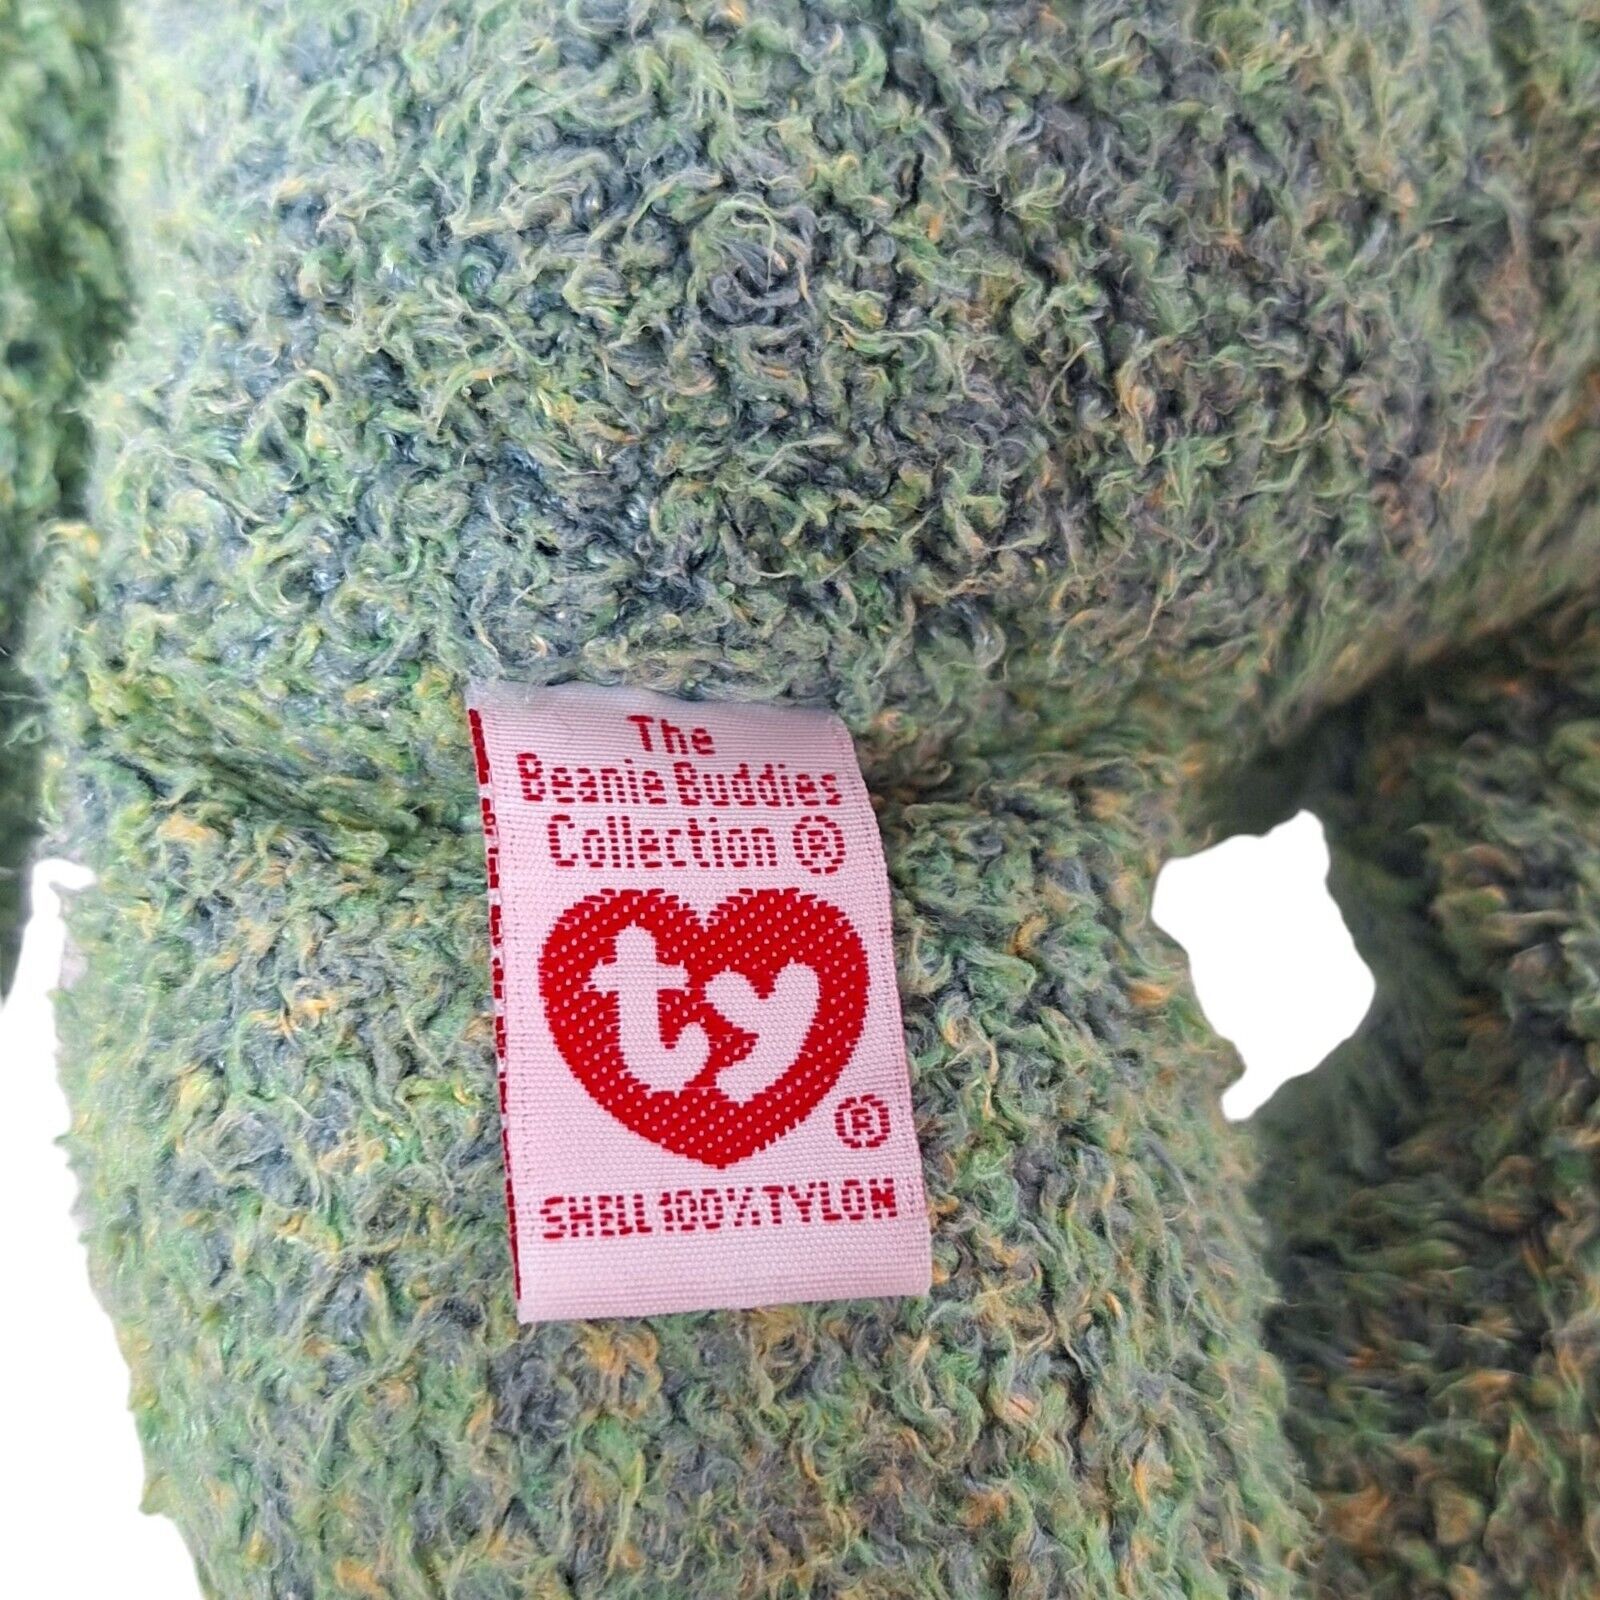 The
Beanie Buddies
Collection ®
ty
®
SHELL 100% TYLON